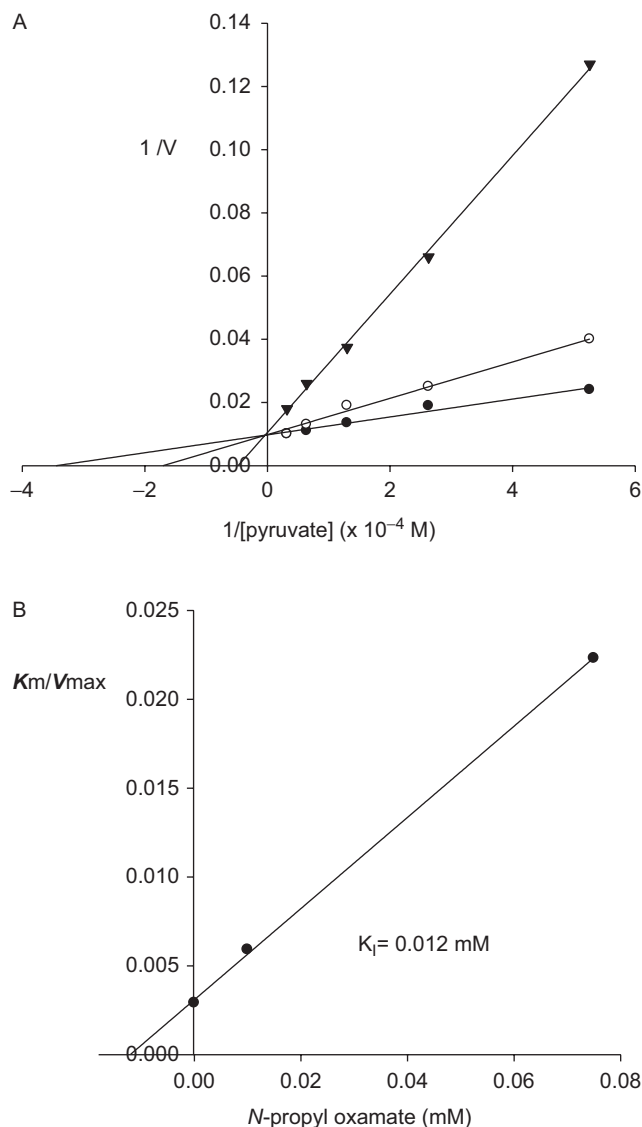 A
0.14
0.12
1 /V
0.10
0.08
0.06
0.04
0.02
0.00
−4 −2 0 2 4 6
1/[pyruvate] (x 10⁻⁴ M)
B
0.025
Km/Vmax
0.020
0.015
0.010
K_I= 0.012 mM
0.005
0.000
0.00 0.02 0.04 0.06 0.08
N-propyl oxamate (mM)